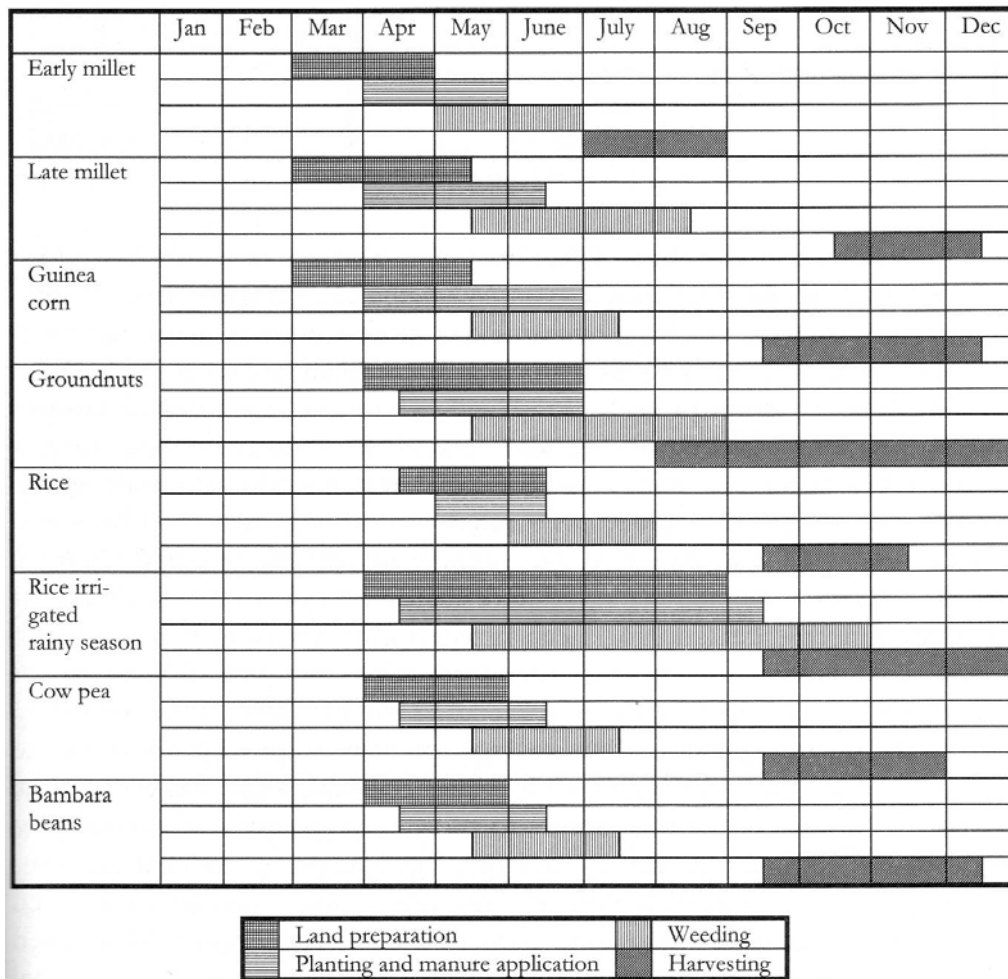 Jan Feb Mar Apr May June July Aug Sep Oct Nov Dec
Early millet
Late millet
Guinea
corn
Groundnuts
Rice
Rice irri-
gated
rainy season
Cow pea
Bambara
beans
Land preparation Weeding
Planting and manure application Harvesting